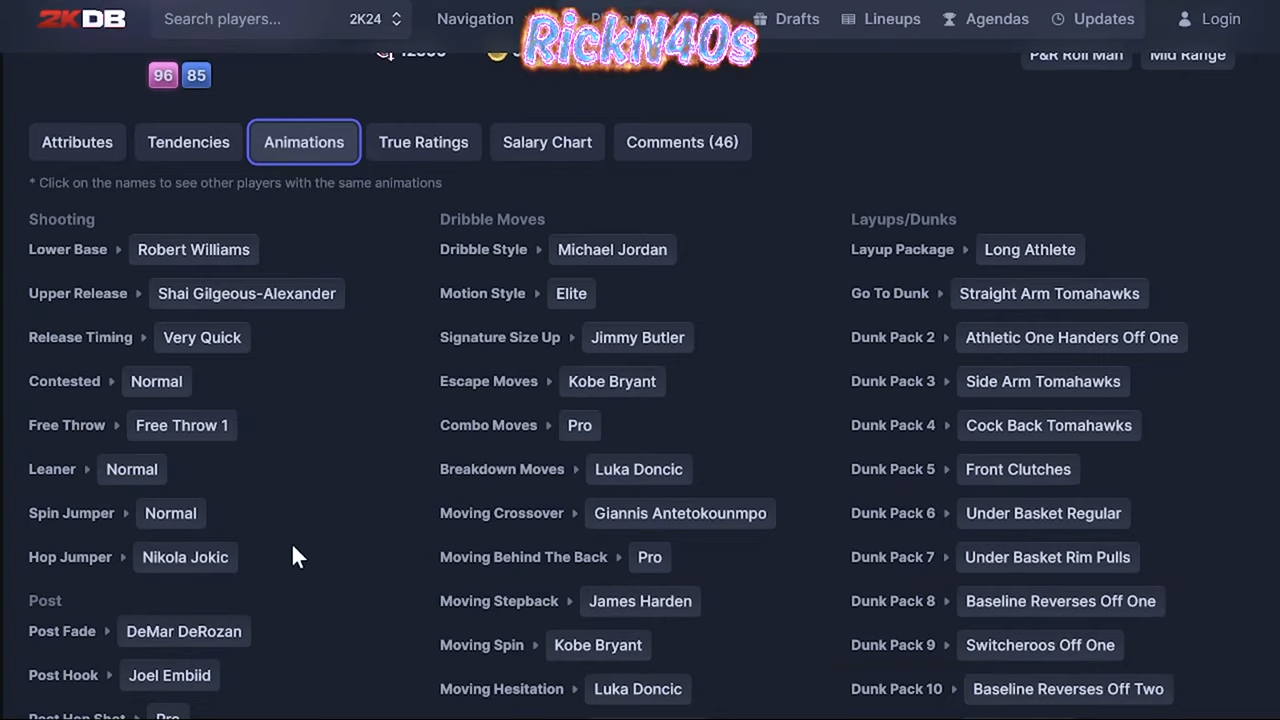 2KDB Search players... 2K24 Navigation Drafts Lineups Agendas Updates Login
RickN40s
P&R Roll Man Mid Range
96 85
Attributes Tendencies Animations True Ratings Salary Chart Comments (46)
* Click on the names to see other players with the same animations
Shooting
Lower Base Robert Williams
Upper Release Shai Gilgeous-Alexander
Release Timing Very Quick
Contested Normal
Free Throw Free Throw 1
Leaner Normal
Spin Jumper Normal
Hop Jumper Nikola Jokic
Post
Post Fade DeMar DeRozan
Post Hook Joel Embiid
Post Hop Shot Pro
Dribble Moves
Dribble Style Michael Jordan
Motion Style Elite
Signature Size Up Jimmy Butler
Escape Moves Kobe Bryant
Combo Moves Pro
Breakdown Moves Luka Doncic
Moving Crossover Giannis Antetokounmpo
Moving Behind The Back Pro
Moving Stepback James Harden
Moving Spin Kobe Bryant
Moving Hesitation Luka Doncic
Layups/Dunks
Layup Package Long Athlete
Go To Dunk Straight Arm Tomahawks
Dunk Pack 2 Athletic One Handers Off One
Dunk Pack 3 Side Arm Tomahawks
Dunk Pack 4 Cock Back Tomahawks
Dunk Pack 5 Front Clutches
Dunk Pack 6 Under Basket Regular
Dunk Pack 7 Under Basket Rim Pulls
Dunk Pack 8 Baseline Reverses Off One
Dunk Pack 9 Switcheroos Off One
Dunk Pack 10 Baseline Reverses Off Two